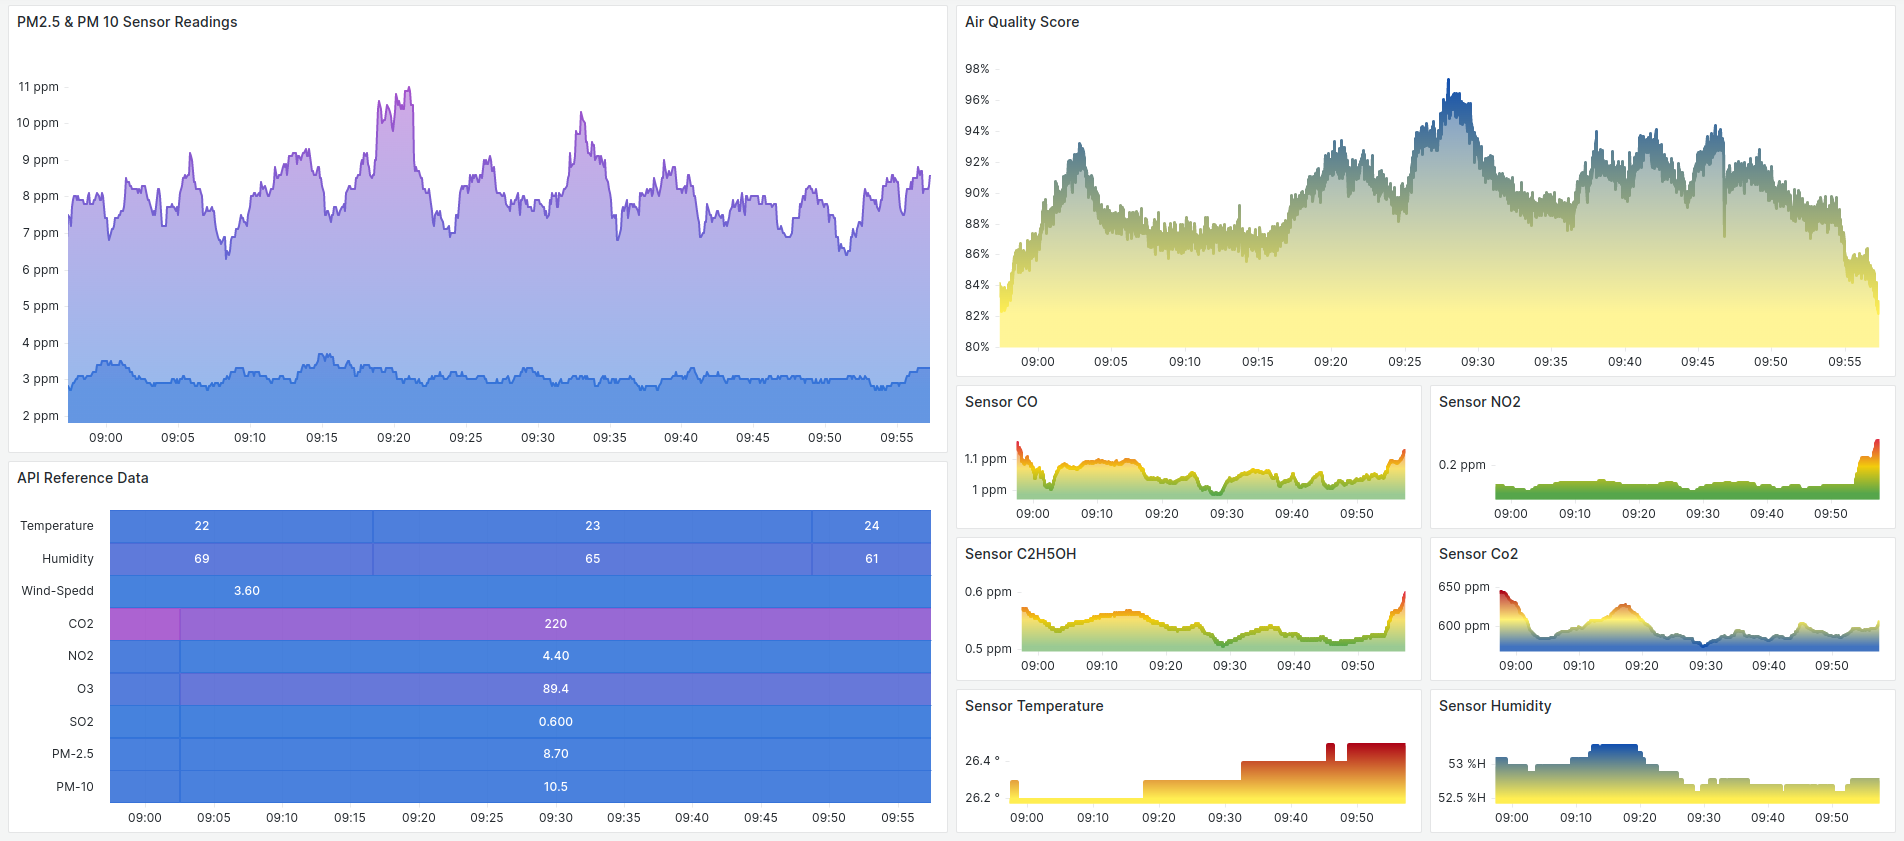 PM2.5 & PM 10 Sensor Readings
11 ppm
10 ppm
9 ppm
8 ppm
7 ppm
6 ppm
5 ppm
4 ppm
3 ppm
2 ppm
09:00 09:05 09:10 09:15 09:20 09:25 09:30 09:35 09:40 09:45 09:50 09:55
API Reference Data
Temperature 22 23 24
Humidity 69 65 61
Wind-Spedd 3.60
CO2 220
NO2 4.40
O3 89.4
SO2 0.600
PM-2.5 8.70
PM-10 10.5
09:00 09:05 09:10 09:15 09:20 09:25 09:30 09:35 09:40 09:45 09:50 09:55
Air Quality Score
98%
96%
94%
92%
90%
88%
86%
84%
82%
80%
09:00 09:05 09:10 09:15 09:20 09:25 09:30 09:35 09:40 09:45 09:50 09:55
Sensor CO
1.1 ppm
1 ppm
09:00 09:10 09:20 09:30 09:40 09:50
Sensor NO2
0.2 ppm
09:00 09:10 09:20 09:30 09:40 09:50
Sensor C2H5OH
0.6 ppm
0.5 ppm
09:00 09:10 09:20 09:30 09:40 09:50
Sensor Co2
650 ppm
600 ppm
09:00 09:10 09:20 09:30 09:40 09:50
Sensor Temperature
26.4 °
26.2 °
09:00 09:10 09:20 09:30 09:40 09:50
Sensor Humidity
53 %H
52.5 %H
09:00 09:10 09:20 09:30 09:40 09:50